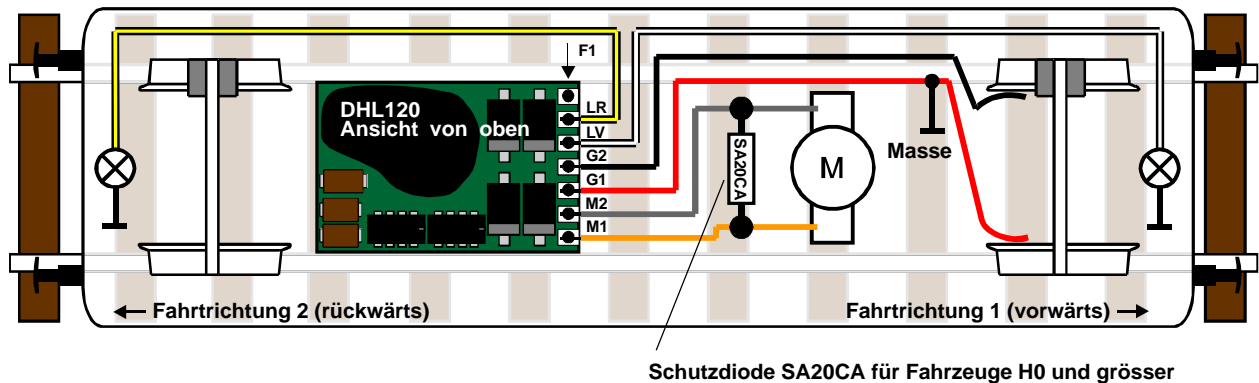 F1
DHL120
Ansicht von oben
LR
LV
G2
G1
M2
M1
SA20CA
M
Masse
← Fahrtrichtung 2 (rückwärts)
Fahrtrichtung 1 (vorwärts) →
Schutzdiode SA20CA für Fahrzeuge H0 und grösser